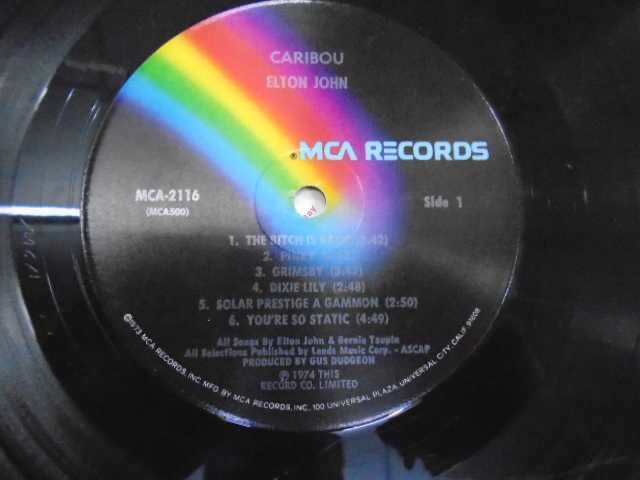 CARIBOU
ELTON JOHN
MCA RECORDS
MCA-2116
(MCA500)
Side 1
1. THE BITCH IS BACK (3:42)
2. PINKY
3. GRIMSBY
4. DIXIE LILY (2:48)
5. SOLAR PRESTIGE A GAMMON (2:50)
6. YOU'RE SO STATIC (4:49)
All Songs By Elton John & Bernie Taupin
All Selections Published by Leeds Music Corp. - ASCAP
PRODUCED BY GUS DUDGEON
Ⓟ 1974 THIS
RECORD CO. LIMITED
©1973 MCA RECORDS, INC. MFG BY MCA RECORDS, INC. 100 UNIVERSAL PLAZA, UNIVERSAL CITY, CALIF. 91608